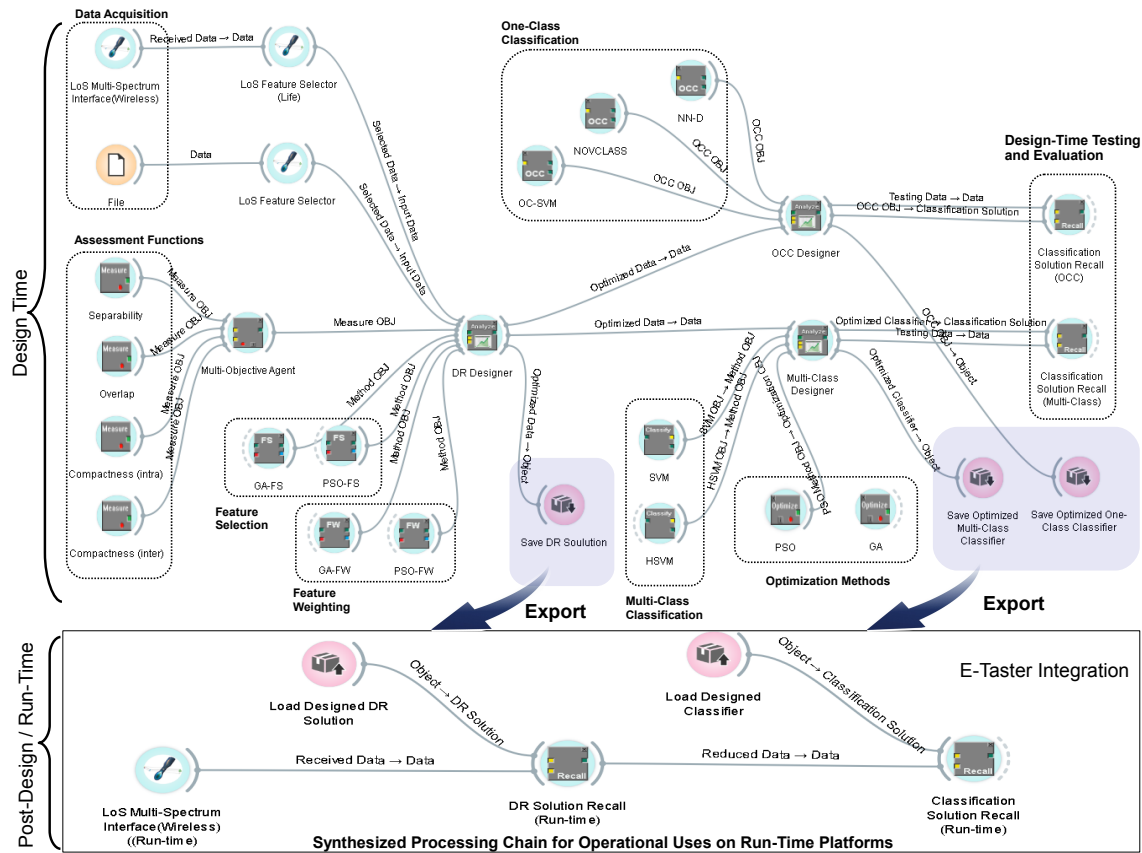 Data Acquisition
Received Data → Data
LoS Multi-Spectrum
Interface(Wireless)
LoS Feature Selector
(Life)
Data
File
LoS Feature Selector
Selected Data → Input Data
Selected Data → Input Data
Design Time
Assessment Functions
Measure
Separability
Measure
Overlap
Measure
Compactness (intra)
Measure
Compactness (inter)
Measure OBJ
Measure OBJ
Measure OBJ
Measure OBJ
Multi-Objective Agent
Measure OBJ
Analyze
DR Designer
Method OBJ
Method OBJ
Method OBJ
Method OBJ
FS
GA-FS
FS
PSO-FS
Feature
Selection
FW
GA-FW
FW
PSO-FW
Feature
Weighting
Optimized Data → Object
Save DR Soulution
One-Class
Classification
OCC
NN-D
OCC
NOVCLASS
OCC
OC-SVM
OCC OBJ
OCC OBJ
OCC OBJ
Analyze
OCC Designer
Optimized Data → Data
Optimized Data → Data
Analyze
Multi-Class
Designer
Design-Time Testing
and Evaluation
Testing Data → Data
OCC OBJ → Classification Solution
Recall
Classification
Solution Recall
(OCC)
Optimized Classifier → Classification Solution
Testing Data → Data
Recall
Classification
Solution Recall
(Multi-Class)
OCC OBJ → Object
Optimized Classifier → Object
SVM OBJ → Method OBJ
HSVM OBJ → Method OBJ
Optimization OBJ → Method OBJ
PSO
Classify
SVM
Classify
HSVM
Multi-Class
Classification
Optimize
PSO
Optimize
GA
Optimization Methods
Save Optimized
Multi-Class
Classifier
Save Optimized One-
Class Classifier
Export
Export
Post-Design / Run-Time
E-Taster Integration
Load Designed DR
Solution
Object → DR Solution
Load Designed
Classifier
Object → Classification Solution
LoS Multi-Spectrum
Interface(Wireless)
((Run-time)
Received Data → Data
Recall
DR Solution Recall
(Run-time)
Reduced Data → Data
Recall
Classification
Solution Recall
(Run-time)
Synthesized Processing Chain for Operational Uses on Run-Time Platforms